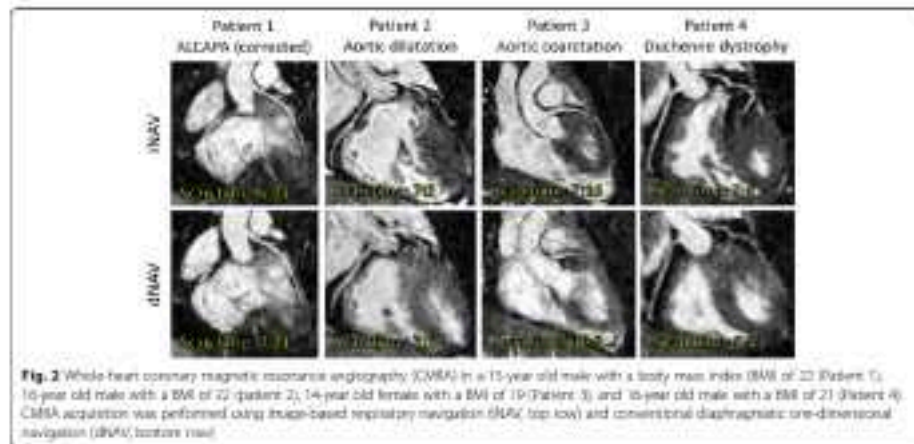 Patient 1 Patient 2 Patient 3 Patient 4
ALCAPA (corrected) Aortic dilutation Aortic coarctation Duchenne dystrophy
iNAV
dNAV
Fig. 2 Whole-heart coronary magnetic resonance angiography (CMRA) in a 15-year old male with a body mass index (BMI) of 22 (Patient 1),
16-year old male with a BMI of 22 (patient 2), 14-year old female with a BMI of 19 (Patient 3), and 16-year old male with a BMI of 21 (Patient 4).
CMRA acquisition was performed using image-based respiratory navigation (iNAV, top row) and conventional diaphragmatic one-dimensional
navigation (dNAV, bottom row)